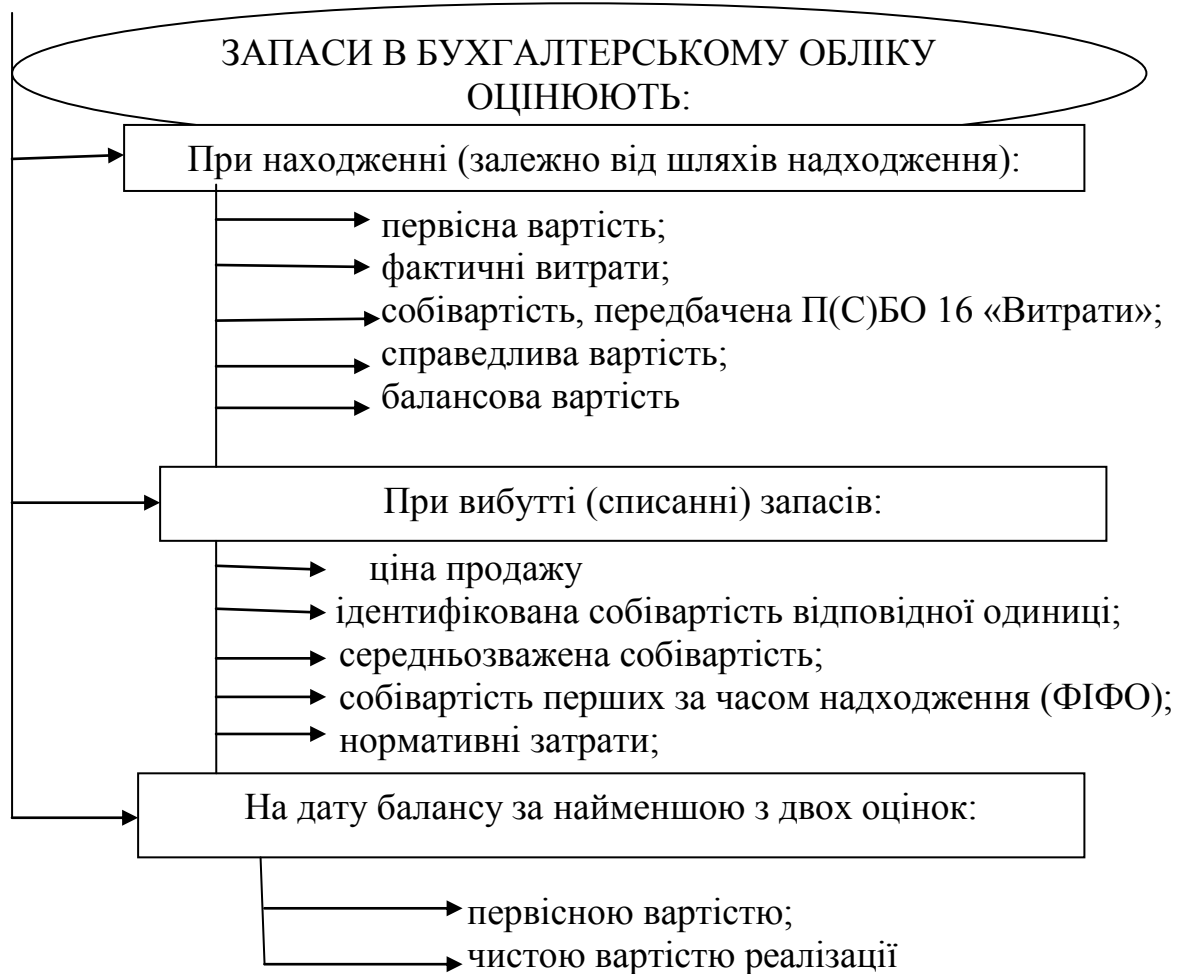 ЗАПАСИ В БУХГАЛТЕРСЬКОМУ ОБЛІКУ
ОЦІНЮЮТЬ:
При находженні (залежно від шляхів надходження):
первісна вартість;
фактичні витрати;
собівартість, передбачена П(С)БО 16 «Витрати»;
справедлива вартість;
балансова вартість
При вибутті (списанні) запасів:
ціна продажу
ідентифікована собівартість відповідної одиниці;
середньозважена собівартість;
собівартість перших за часом надходження (ФІФО);
нормативні затрати;
На дату балансу за найменшою з двох оцінок:
первісною вартістю;
чистою вартістю реалізації